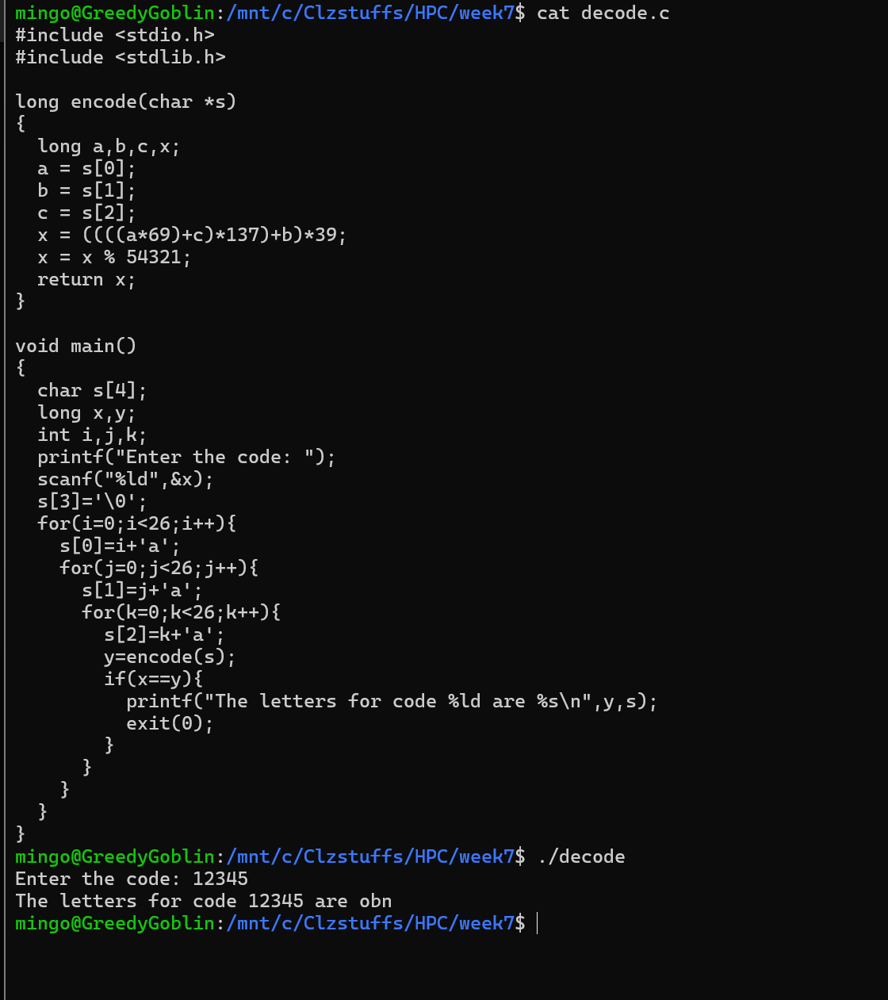 mingo@GreedyGoblin:/mnt/c/Clzstuffs/HPC/week7$ cat decode.c
#include <stdio.h>
#include <stdlib.h>

long encode(char *s)
{
  long a,b,c,x;
  a = s[0];
  b = s[1];
  c = s[2];
  x = ((((a*69)+c)*137)+b)*39;
  x = x % 54321;
  return x;
}

void main()
{
  char s[4];
  long x,y;
  int i,j,k;
  printf("Enter the code: ");
  scanf("%ld",&x);
  s[3]='\0';
  for(i=0;i<26;i++){
    s[0]=i+'a';
    for(j=0;j<26;j++){
      s[1]=j+'a';
      for(k=0;k<26;k++){
        s[2]=k+'a';
        y=encode(s);
        if(x==y){
          printf("The letters for code %ld are %s\n",y,s);
          exit(0);
        }
      }
    }
  }
}
mingo@GreedyGoblin:/mnt/c/Clzstuffs/HPC/week7$ ./decode
Enter the code: 12345
The letters for code 12345 are obn
mingo@GreedyGoblin:/mnt/c/Clzstuffs/HPC/week7$